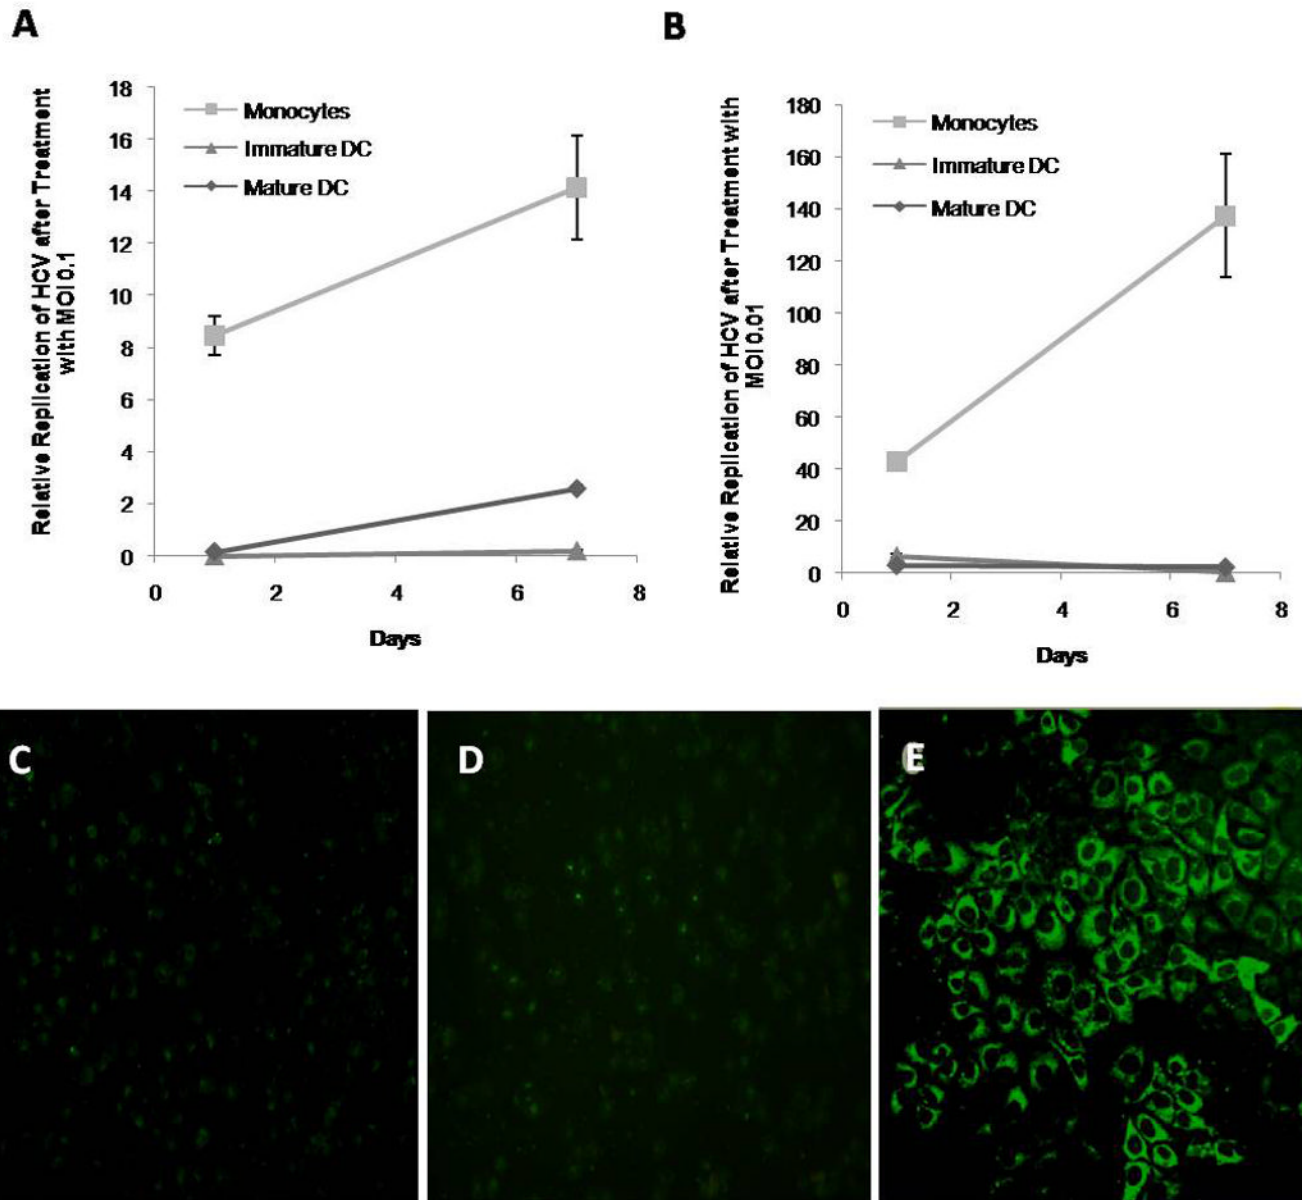 A
B
Relative Replication of HCV after Treatment
with MOI 0.1
18
16
14
12
10
8
6
4
2
0
Monocytes
Immature DC
Mature DC
0 2 4 6 8
Days
Relative Replication of HCV after Treatment with
MOI 0.01
180
160
140
120
100
80
60
40
20
0
Monocytes
Immature DC
Mature DC
0 2 4 6 8
Days
C
D
E